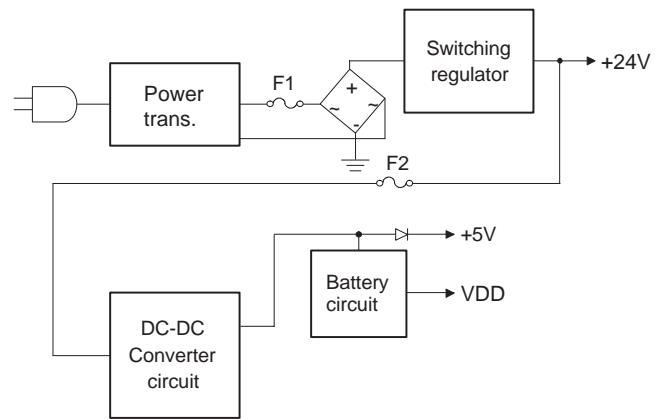 Switching
regulator
+24V
F1
Power
trans.
+
~
~
-
F2
+5V
Battery
circuit
VDD
DC-DC
Converter
circuit